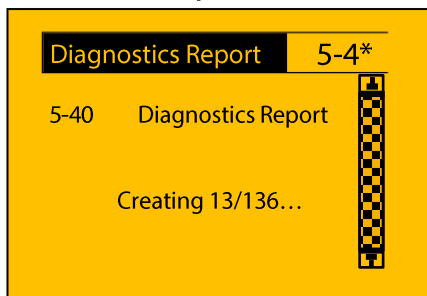 Diagnostics Report 5-4*
5-40 Diagnostics Report
Creating 13/136…